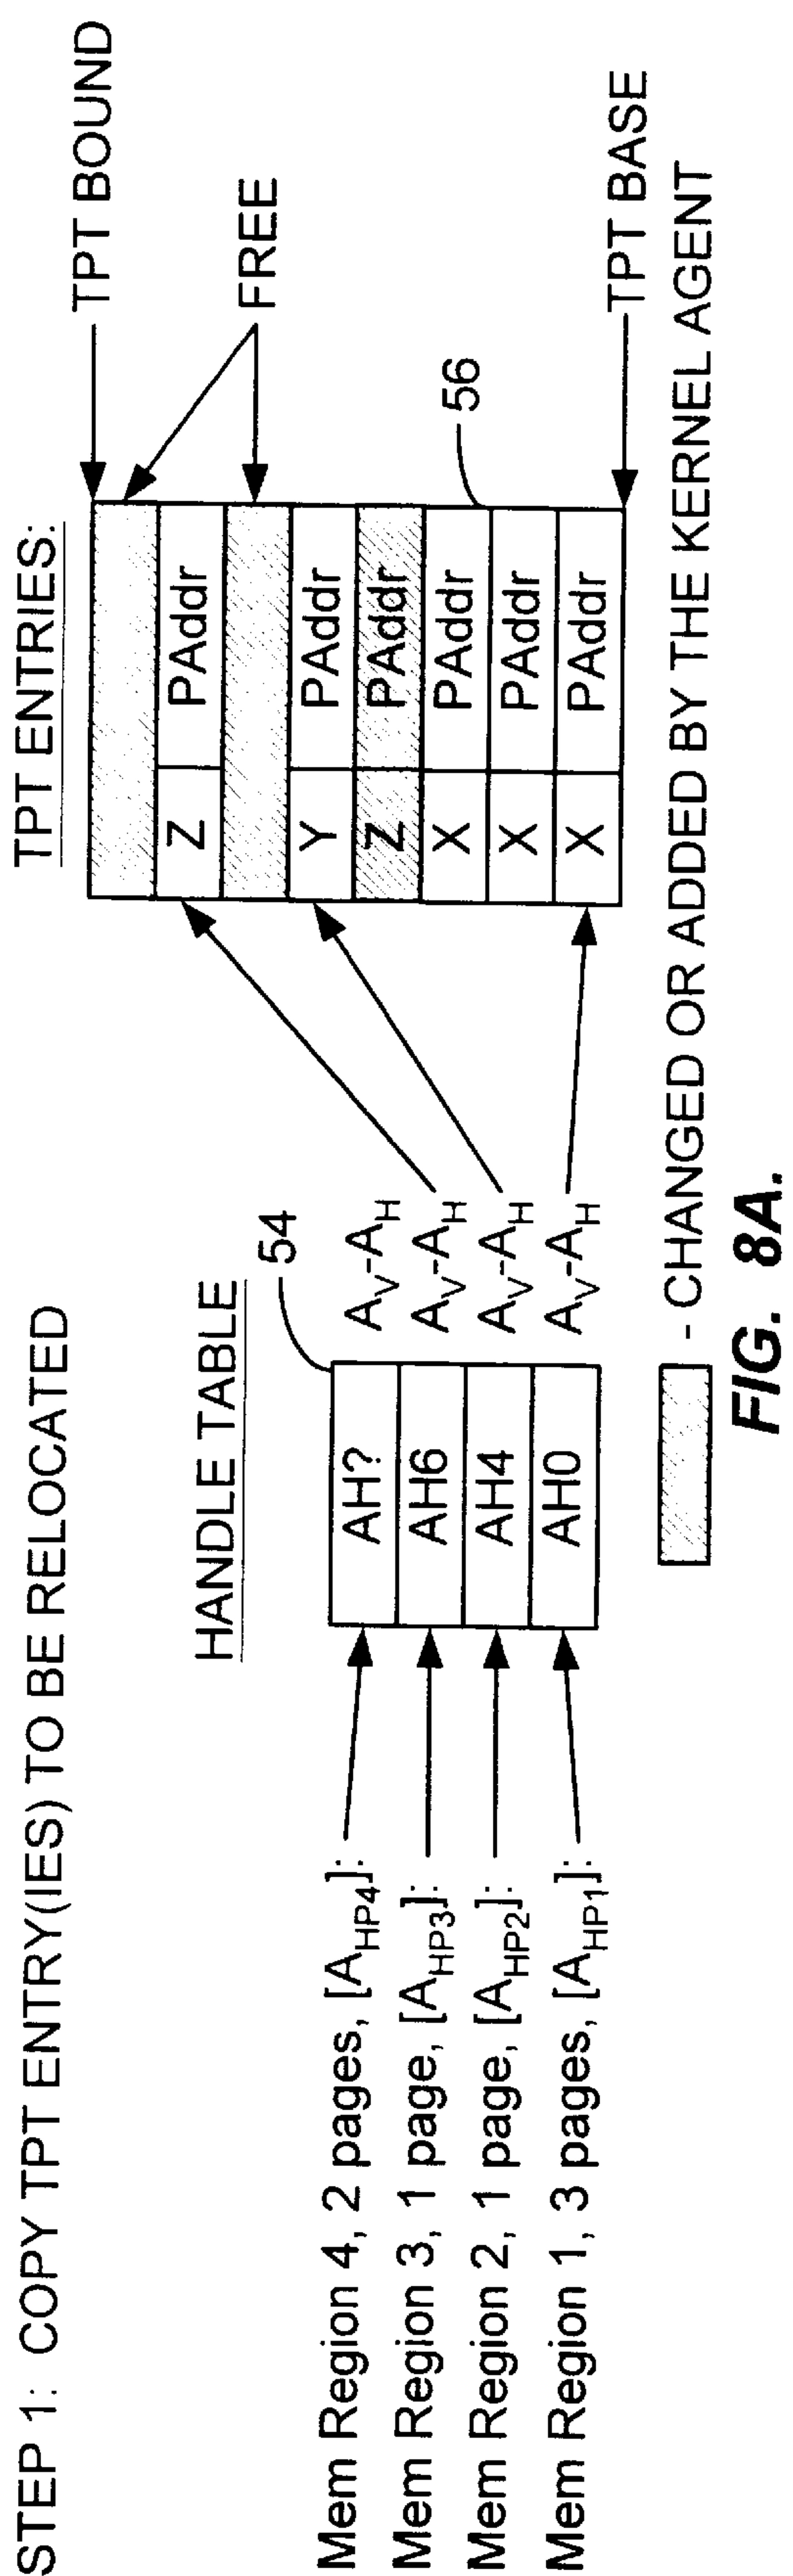 STEP 1: COPY TPT ENTRY(IES) TO BE RELOCATED
TPT ENTRIES:
TPT BOUND
HANDLE TABLE
54
FREE
Mem Region 4, 2 pages, [AHP4]:
AH?
AV-AH
Z PAddr
Mem Region 3, 1 page, [AHP3]:
AH6
AV-AH
Y PAddr
Mem Region 2, 1 page, [AHP2]:
AH4
AV-AH
Z PAddr
56
Mem Region 1, 3 pages, [AHP1]:
AH0
AV-AH
X PAddr
X PAddr
X PAddr
TPT BASE
- CHANGED OR ADDED BY THE KERNEL AGENT
FIG. 8A.